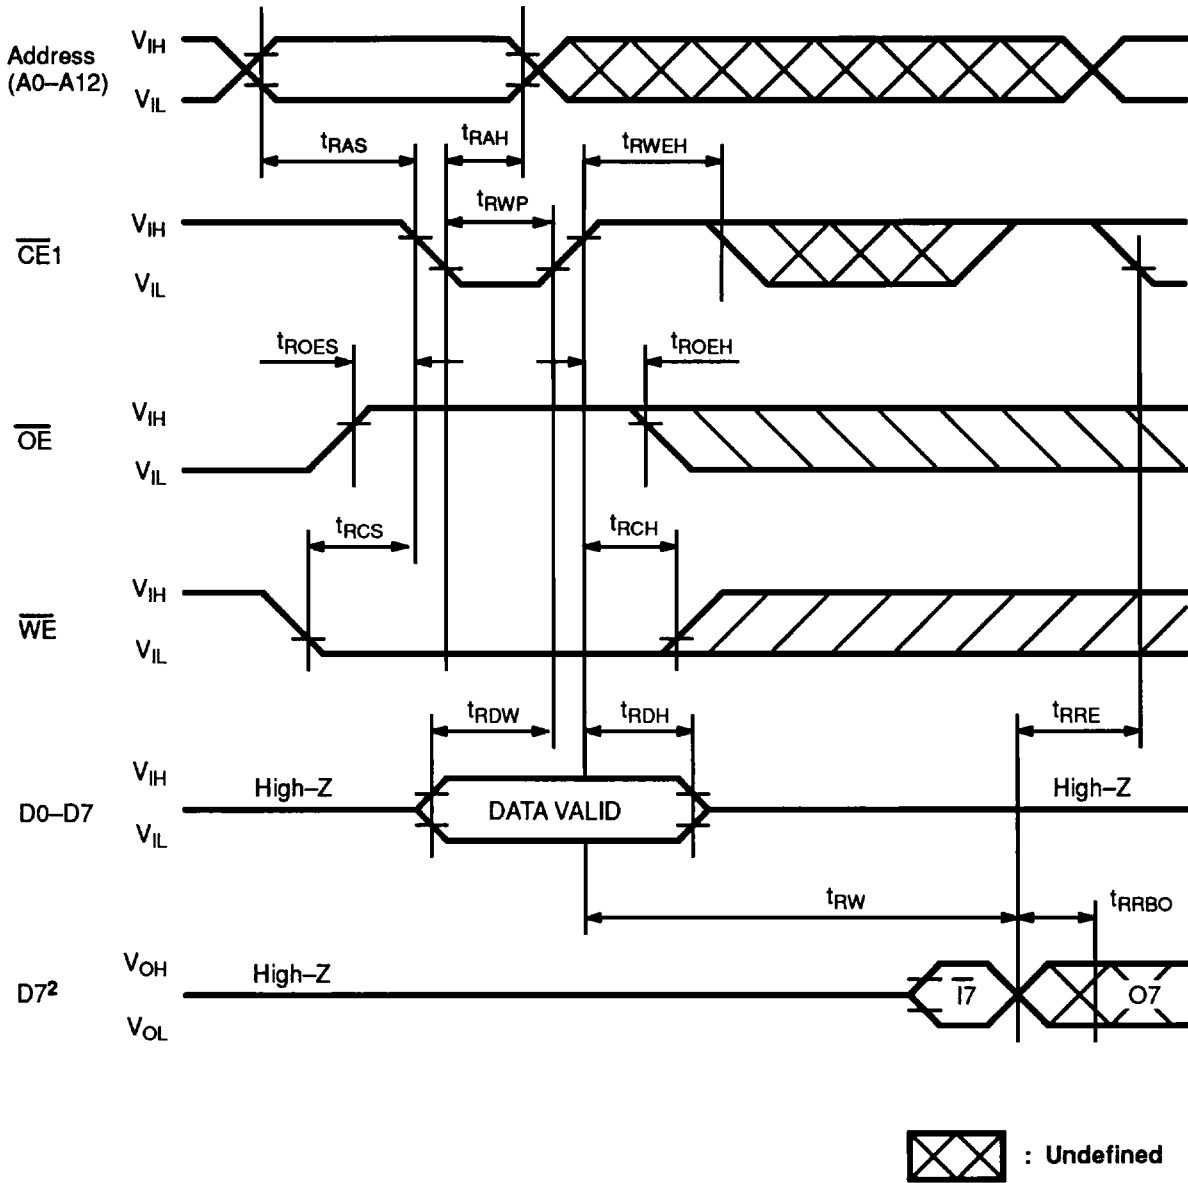 Address
(A0–A12)
VIH
VIL
tRAS
tRAH
tRWEH
tRWP
CE1
VIH
VIL
tROES
tROEH
OE
VIH
VIL
tRCS
tRCH
WE
VIH
VIL
tRDW
tRDH
tRRE
D0–D7
VIH
VIL
High–Z
DATA VALID
High–Z
tRW
tRRBO
D7²
VOH
VOL
High–Z
I7
O7
: Undefined